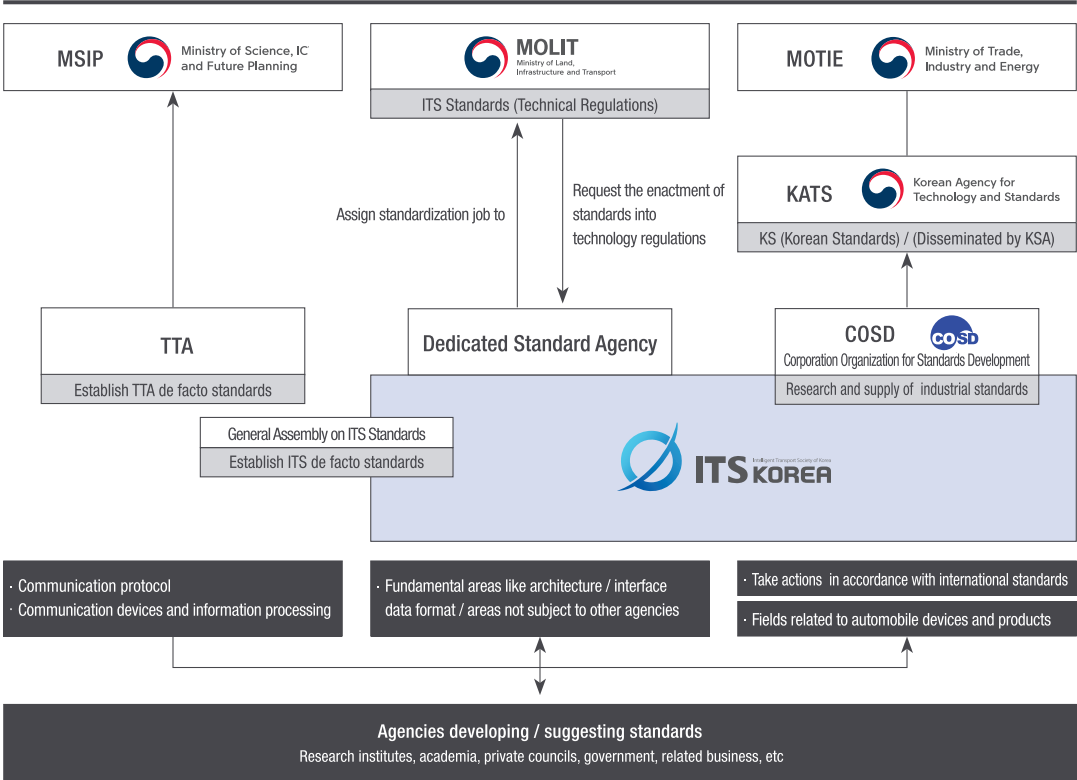 MSIP
Ministry of Science, IC
and Future Planning
MOLIT
Ministry of Land,
Infrastructure and Transport
ITS Standards (Technical Regulations)
MOTIE
Ministry of Trade,
Industry and Energy
KATS
Korean Agency for
Technology and Standards
KS (Korean Standards) / (Disseminated by KSA)
Assign standardization job to
Request the enactment of
standards into
technology regulations
TTA
Establish TTA de facto standards
Dedicated Standard Agency
COSD
COSD
Corporation Organization for Standards Development
Research and supply of industrial standards
General Assembly on ITS Standards
Establish ITS de facto standards
Intelligent Transport Society of Korea
ITS KOREA
· Communication protocol
· Communication devices and information processing
· Fundamental areas like architecture / interface
data format / areas not subject to other agencies
· Take actions in accordance with international standards
· Fields related to automobile devices and products
Agencies developing / suggesting standards
Research institutes, academia, private councils, government, related business, etc